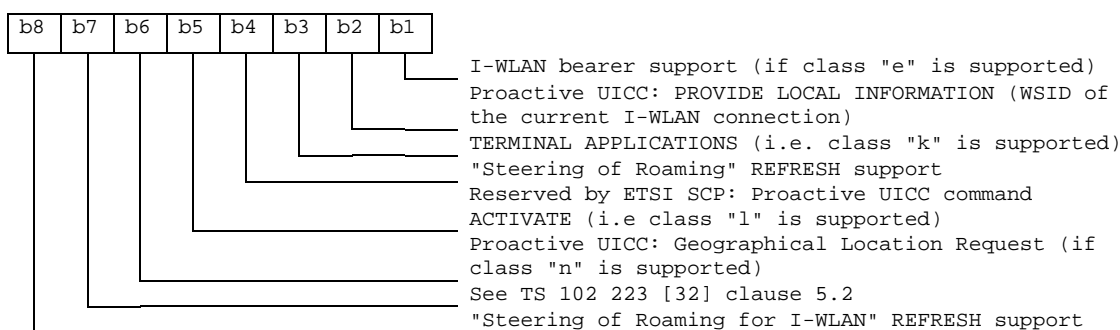 b8 b7 b6 b5 b4 b3 b2 b1
I-WLAN bearer support (if class "e" is supported)
Proactive UICC: PROVIDE LOCAL INFORMATION (WSID of
the current I-WLAN connection)
TERMINAL APPLICATIONS (i.e. class "k" is supported)
"Steering of Roaming" REFRESH support
Reserved by ETSI SCP: Proactive UICC command
ACTIVATE (i.e class "l" is supported)
Proactive UICC: Geographical Location Request (if
class "n" is supported)
See TS 102 223 [32] clause 5.2
"Steering of Roaming for I-WLAN" REFRESH support